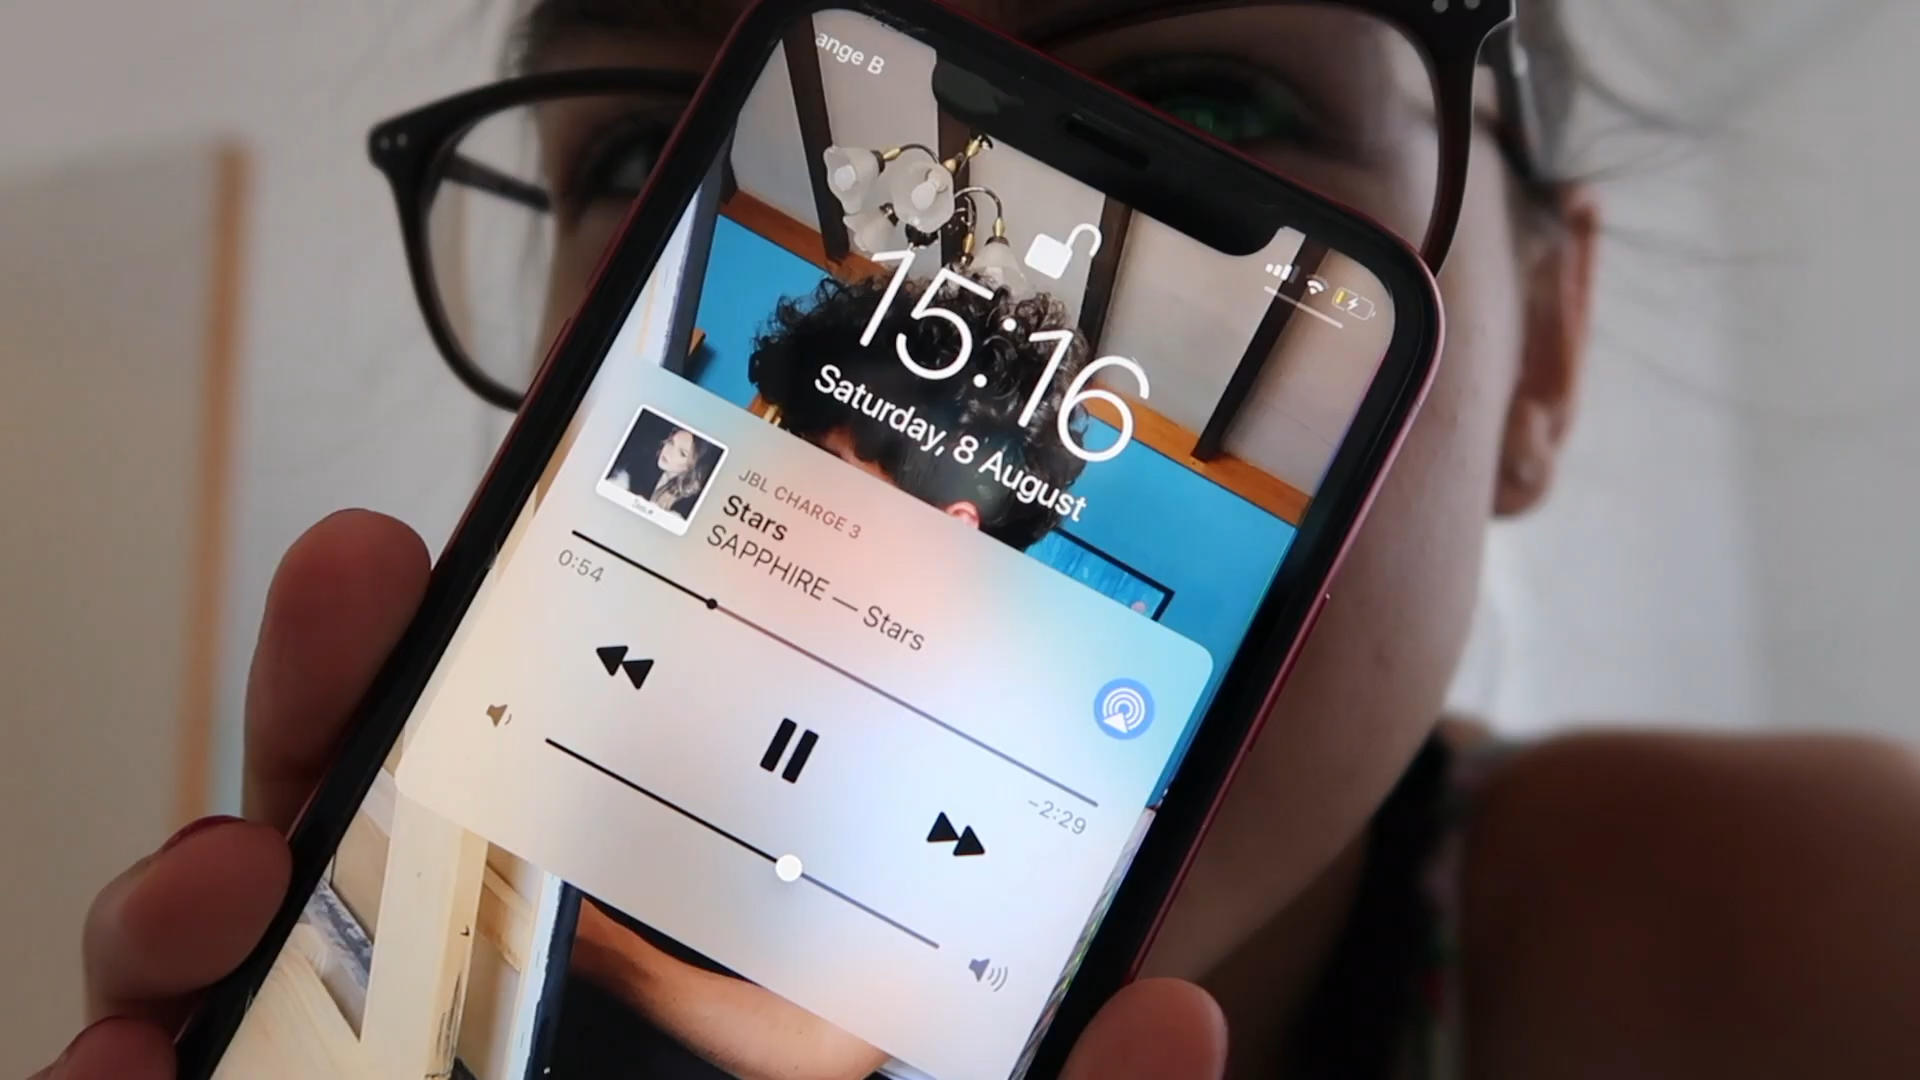 ange B
15:16
Saturday, 8 August
JBL CHARGE 3
Stars
SAPPHIRE — Stars
0:54
-2:29